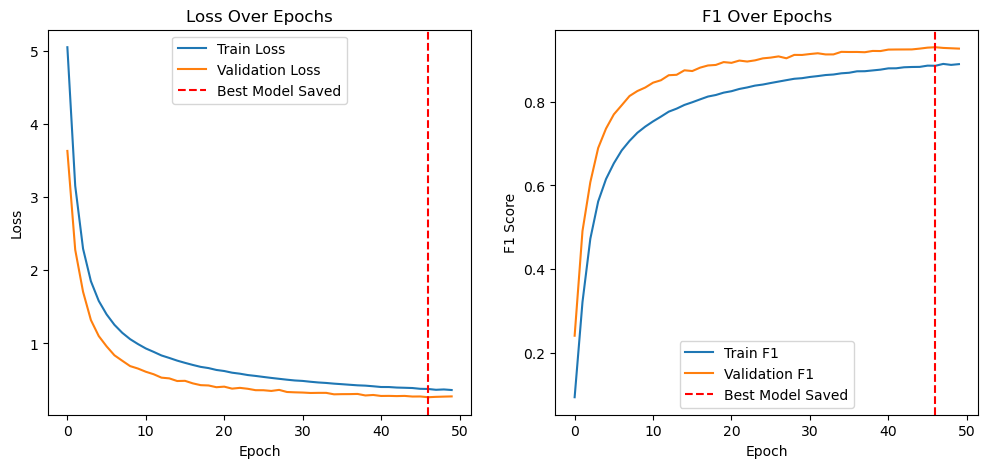 Loss Over Epochs
Train Loss
Validation Loss
Best Model Saved
5
4
3
2
1
Loss
0 10 20 30 40 50
Epoch
F1 Over Epochs
0.8
0.6
0.4
0.2
F1 Score
Train F1
Validation F1
Best Model Saved
0 10 20 30 40 50
Epoch